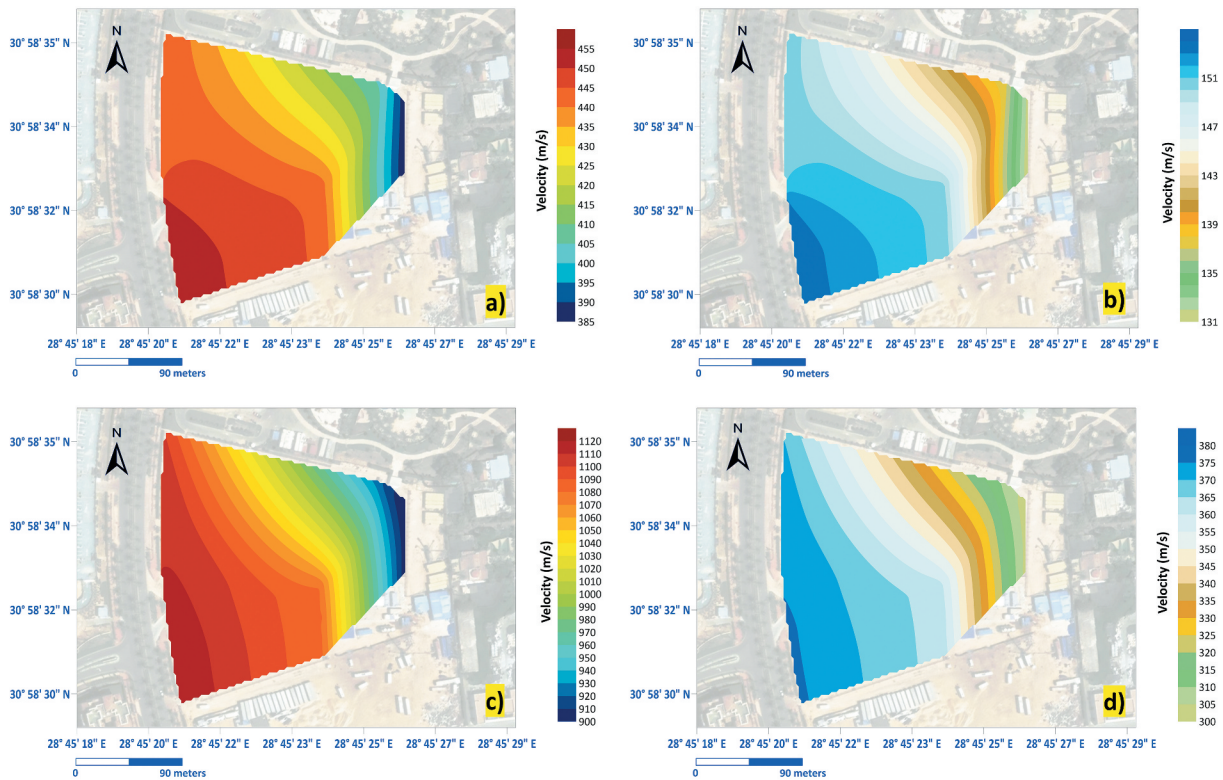 30° 58' 35" N
30° 58' 34" N
30° 58' 32" N
30° 58' 30" N
N
455
450
440
435
430
420
410
405
400
390
385
Velocity (m/s)
a)
28° 45' 18" E 28° 45' 20" E 28° 45' 22" E 28° 45' 23" E 28° 45' 25" E 28° 45' 27" E 28° 45' 29" E
0 90 meters
30° 58' 35" N
30° 58' 34" N
30° 58' 32" N
30° 58' 30" N
N
151
147
143
139
135
131
Velocity (m/s)
b)
28° 45' 18" E 28° 45' 20" E 28° 45' 22" E 28° 45' 23" E 28° 45' 25" E 28° 45' 27" E 28° 45' 29" E
0 90 meters
30° 58' 35" N
30° 58' 34" N
30° 58' 32" N
30° 58' 30" N
N
1120
1110
1100
1080
1070
1060
1050
1040
1030
1020
1010
1000
990
980
970
960
950
940
930
920
910
900
Velocity (m/s)
c)
28° 45' 18" E 28° 45' 20" E 28° 45' 22" E 28° 45' 23" E 28° 45' 25" E 28° 45' 27" E 28° 45' 29" E
0 90 meters
30° 58' 35" N
30° 58' 34" N
30° 58' 32" N
30° 58' 30" N
N
380
375
370
365
360
355
350
345
340
335
330
325
320
315
310
305
300
Velocity (m/s)
d)
28° 45' 18" E 28° 45' 20" E 28° 45' 22" E 28° 45' 23" E 28° 45' 25" E 28° 45' 27" E 28° 45' 29" E
0 90 meters